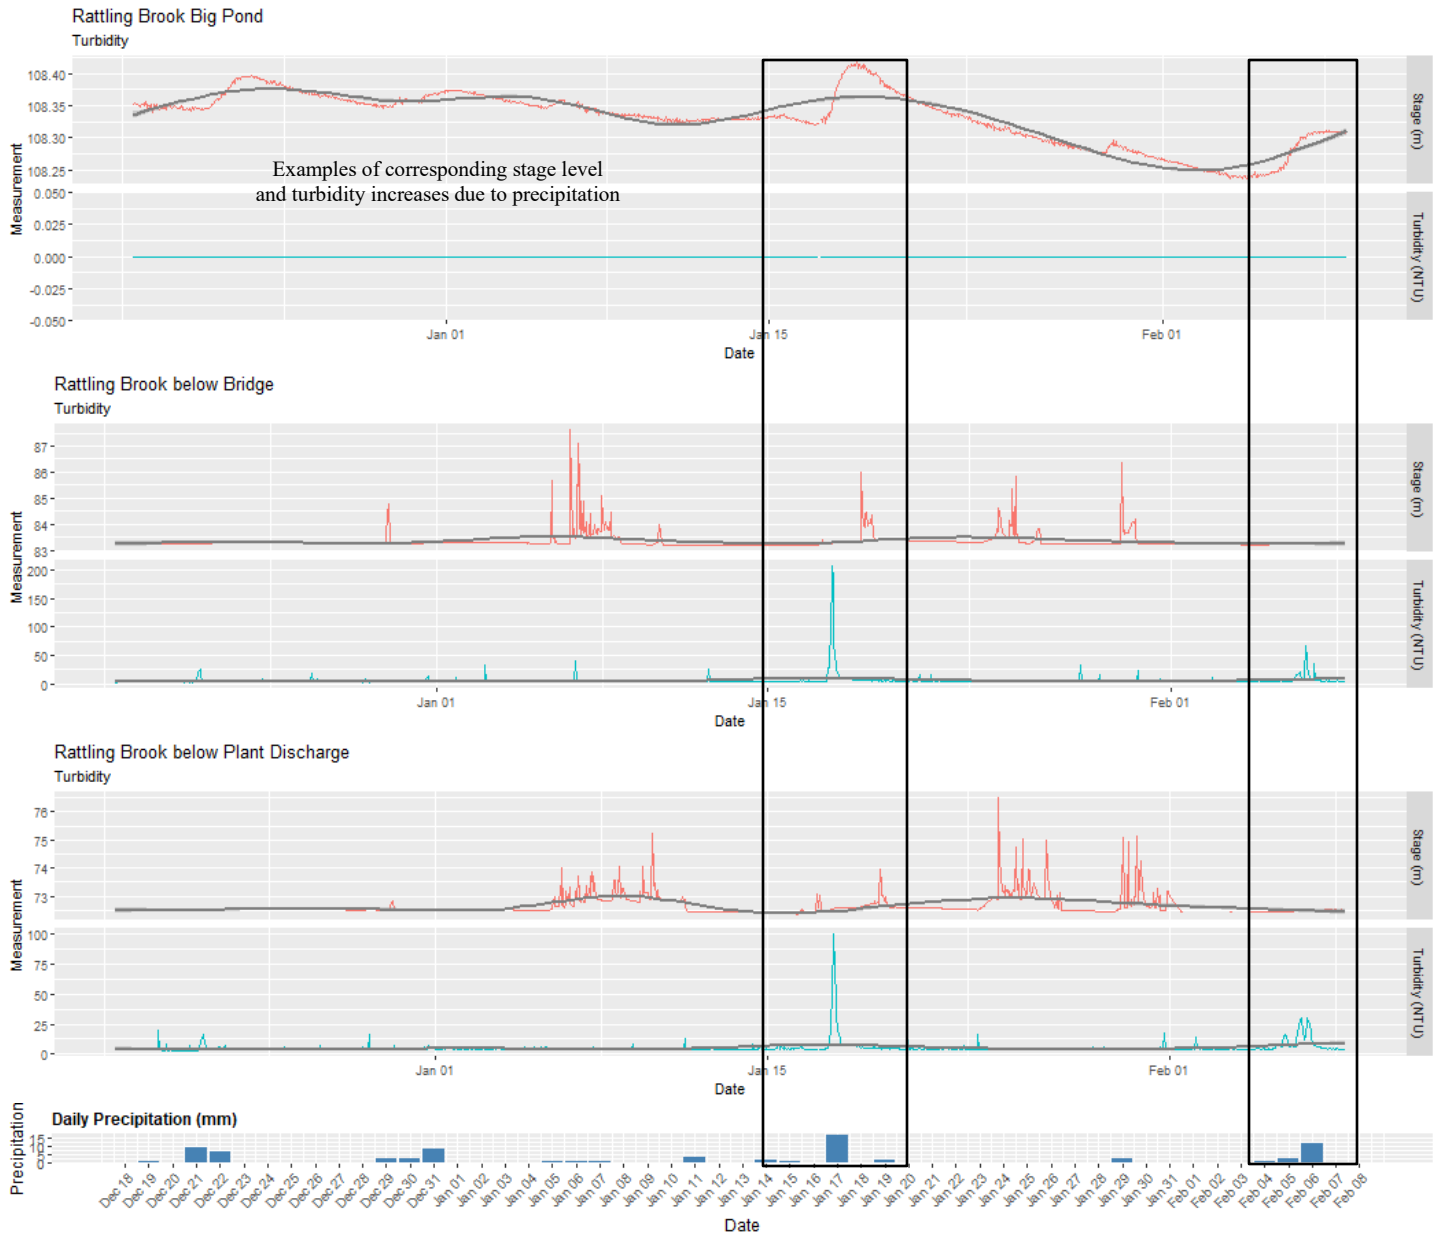 Rattling Brook Big Pond
Turbidity
108.40
108.35
108.30
108.25
Stage (m)
Examples of corresponding stage level
and turbidity increases due to precipitation
Measurement
0.050
0.025
0.000
-0.025
-0.050
Turbidity (NTU)
Jan 01
Jan 15
Feb 01
Date
Rattling Brook below Bridge
Turbidity
87
86
85
84
83
Stage (m)
Measurement
200
150
100
50
0
Turbidity (NTU)
Jan 01
Jan 15
Feb 01
Date
Rattling Brook below Plant Discharge
Turbidity
76
75
74
73
Stage (m)
Measurement
100
75
50
25
0
Turbidity (NTU)
Jan 01
Jan 15
Feb 01
Date
Daily Precipitation (mm)
Precipitation
15
10
5
0
Dec 18
Dec 19
Dec 20
Dec 21
Dec 22
Dec 23
Dec 24
Dec 25
Dec 26
Dec 27
Dec 28
Dec 29
Dec 30
Dec 31
Jan 01
Jan 02
Jan 03
Jan 04
Jan 05
Jan 06
Jan 07
Jan 08
Jan 09
Jan 10
Jan 11
Jan 12
Jan 13
Jan 14
Jan 15
Jan 16
Jan 17
Jan 18
Jan 19
Jan 20
Jan 21
Jan 22
Jan 23
Jan 24
Jan 25
Jan 26
Jan 27
Jan 28
Jan 29
Jan 30
Jan 31
Feb 01
Feb 02
Feb 03
Feb 04
Feb 05
Feb 06
Feb 07
Feb 08
Date